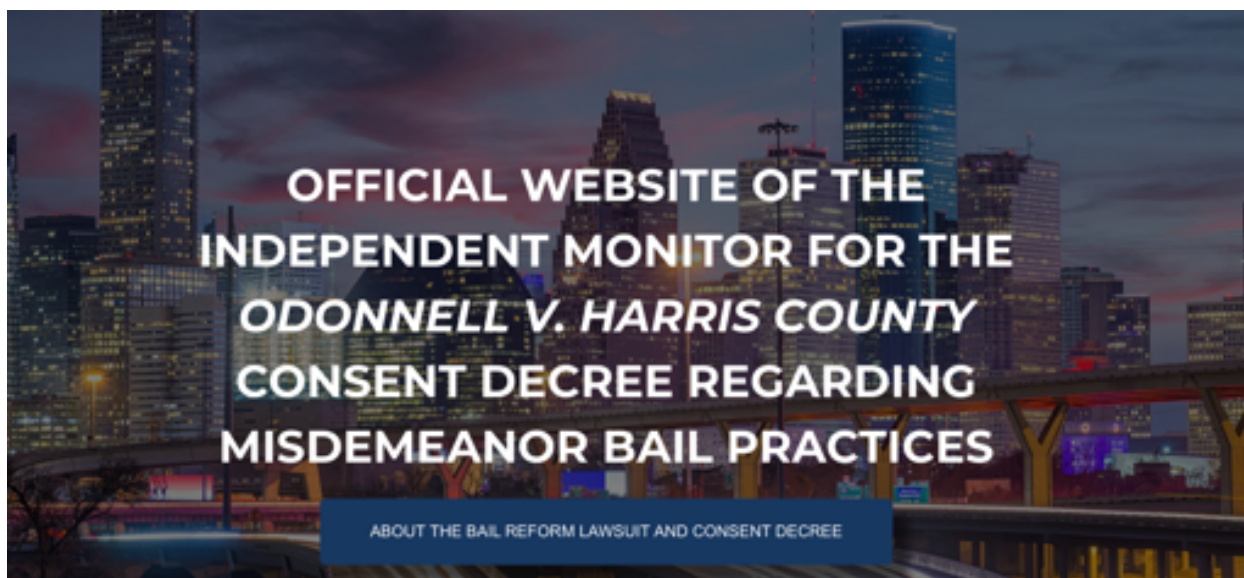 OFFICIAL WEBSITE OF THE
INDEPENDENT MONITOR FOR THE
ODONNELL V. HARRIS COUNTY
CONSENT DECREE REGARDING
MISDEMEANOR BAIL PRACTICES
ABOUT THE BAIL REFORM LAWSUIT AND CONSENT DECREE